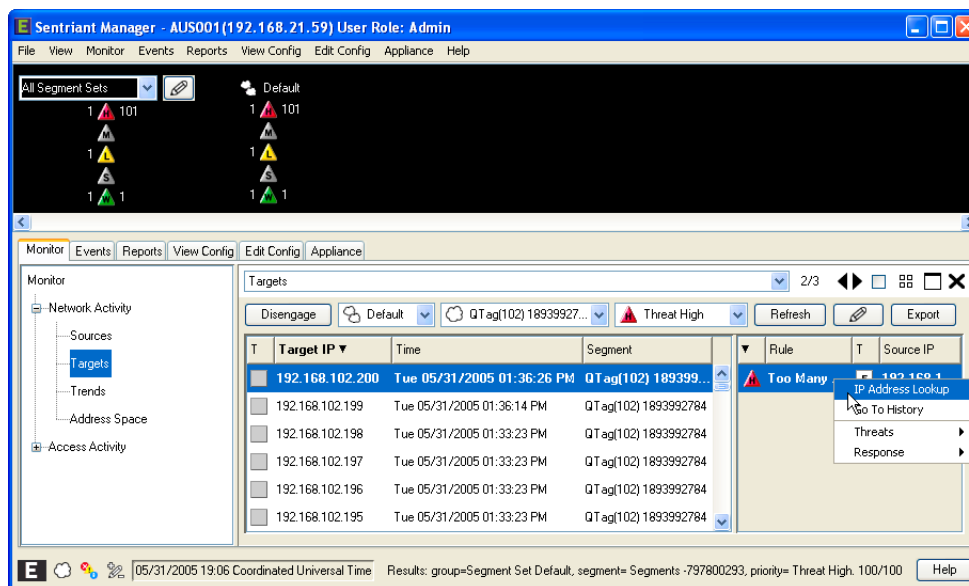 Sentriant Manager - AUS001(192.168.21.59) User Role: Admin
File View Monitor Events Reports View Config Edit Config Appliance Help
All Segment Sets Default
1 H 101 1 H 101
M M
1 L 1 L
S S
1 1 1 1
Monitor Events Reports View Config Edit Config Appliance
Monitor
Network Activity
Sources
Targets
Trends
Address Space
Access Activity
Targets 2/3
Disengage Default QTag(102) 18939927... Threat High Refresh Export
T Target IP Time Segment Rule T Source IP
192.168.102.200 Tue 05/31/2005 01:36:26 PM QTag(102) 189399... Too Many
192.168.102.199 Tue 05/31/2005 01:36:14 PM QTag(102) 1893992784
192.168.102.198 Tue 05/31/2005 01:33:23 PM QTag(102) 1893992784
192.168.102.197 Tue 05/31/2005 01:33:23 PM QTag(102) 1893992784
192.168.102.196 Tue 05/31/2005 01:33:23 PM QTag(102) 1893992784
192.168.102.195 Tue 05/31/2005 01:33:23 PM QTag(102) 1893992784
IP Address Lookup
Go To History
Threats
Response
E 05/31/2005 19:06 Coordinated Universal Time Results: group=Segment Set Default, segment= Segments -797800293, priority= Threat High. 100/100 Help